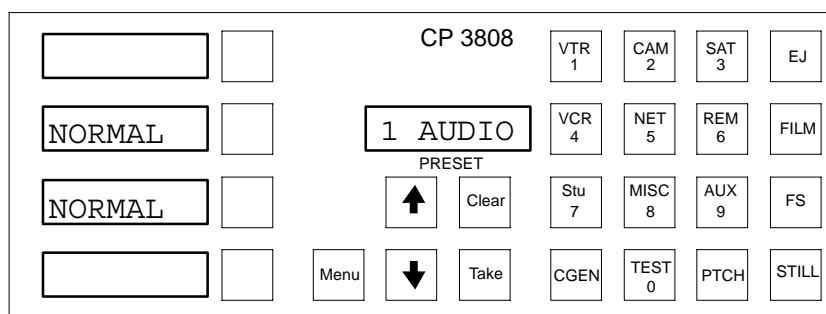 CP 3808
VTR
1
CAM
2
SAT
3
EJ
NORMAL
1 AUDIO
PRESET
VCR
4
NET
5
REM
6
FILM
NORMAL
Clear
Stu
7
MISC
8
AUX
9
FS
Menu
Take
CGEN
TEST
0
PTCH
STILL